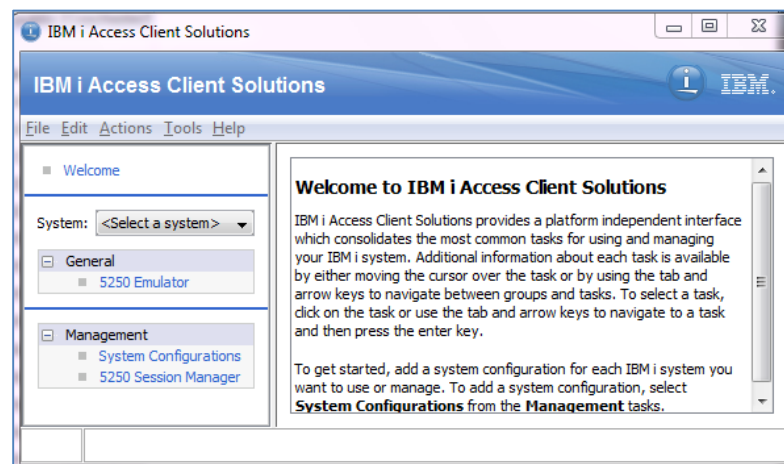 IBM i Access Client Solutions
IBM i Access Client Solutions
i IBM.
File Edit Actions Tools Help
Welcome
System: <Select a system>
General
5250 Emulator
Management
System Configurations
5250 Session Manager
Welcome to IBM i Access Client Solutions
IBM i Access Client Solutions provides a platform independent interface
which consolidates the most common tasks for using and managing
your IBM i system. Additional information about each task is available
by either moving the cursor over the task or by using the tab and
arrow keys to navigate between groups and tasks. To select a task,
click on the task or use the tab and arrow keys to navigate to a task
and then press the enter key.
To get started, add a system configuration for each IBM i system you
want to use or manage. To add a system configuration, select
System Configurations from the Management tasks.